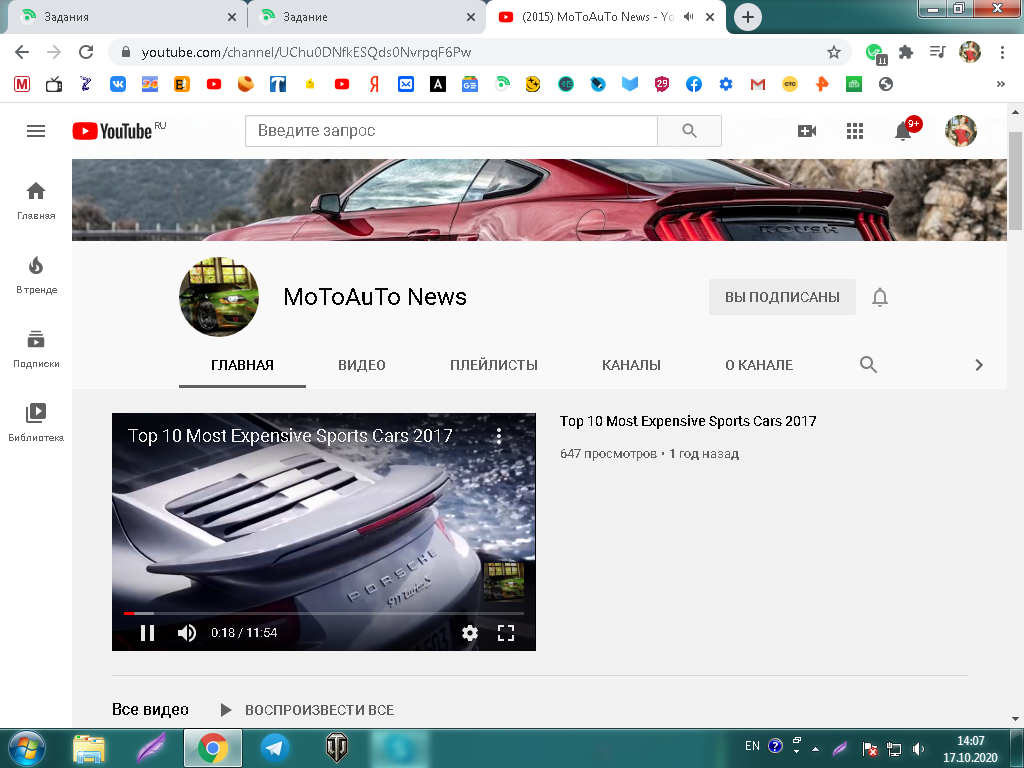 Задания
Задание
(2015) MoToAuTo News - Yo
youtube.com/channel/UChu0DNfkESQds0NvrpqF6Pw
11
YouTube RU
Введите запрос
9+
Главная
В тренде
Подписки
Библиотека
ROUSH
MoToAuTo News
ВЫ ПОДПИСАНЫ
ГЛАВНАЯ
ВИДЕО
ПЛЕЙЛИСТЫ
КАНАЛЫ
О КАНАЛЕ
Top 10 Most Expensive Sports Cars 2017
PORSCHE
911 turbo S
0:18 / 11:54
Top 10 Most Expensive Sports Cars 2017
647 просмотров • 1 год назад
Все видео
ВОСПРОИЗВЕСТИ ВСЕ
EN
14:07
17.10.2020